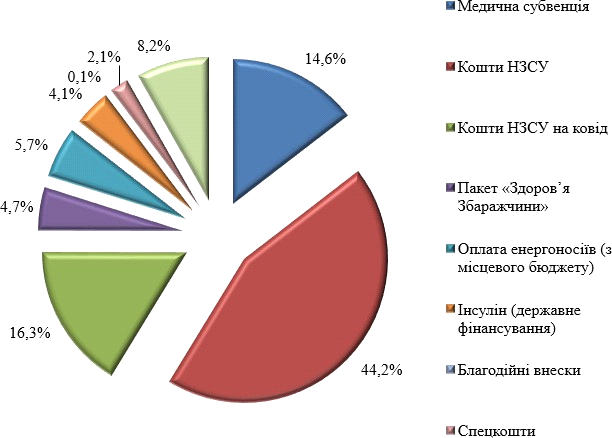 8,2%
2,1%
0,1%
4,1%
5,7%
4,7%
16,3%
14,6%
44,2%
Медична субвенція
Кошти НЗСУ
Кошти НЗСУ на ковід
Пакет «Здоров’я
Збаражчини»
Оплата енергоносіїв (з
місцевого бюджету)
Інсулін (державне
фінансування)
Благодійні внески
Спецкошти